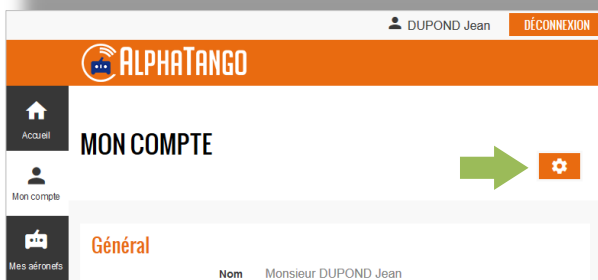 DUPOND Jean DÉCONNEXION
ALPHATANGO
Accueil
MON COMPTE
Mon compte
Général
Mes aéronefs
Nom Monsieur DUPOND Jean